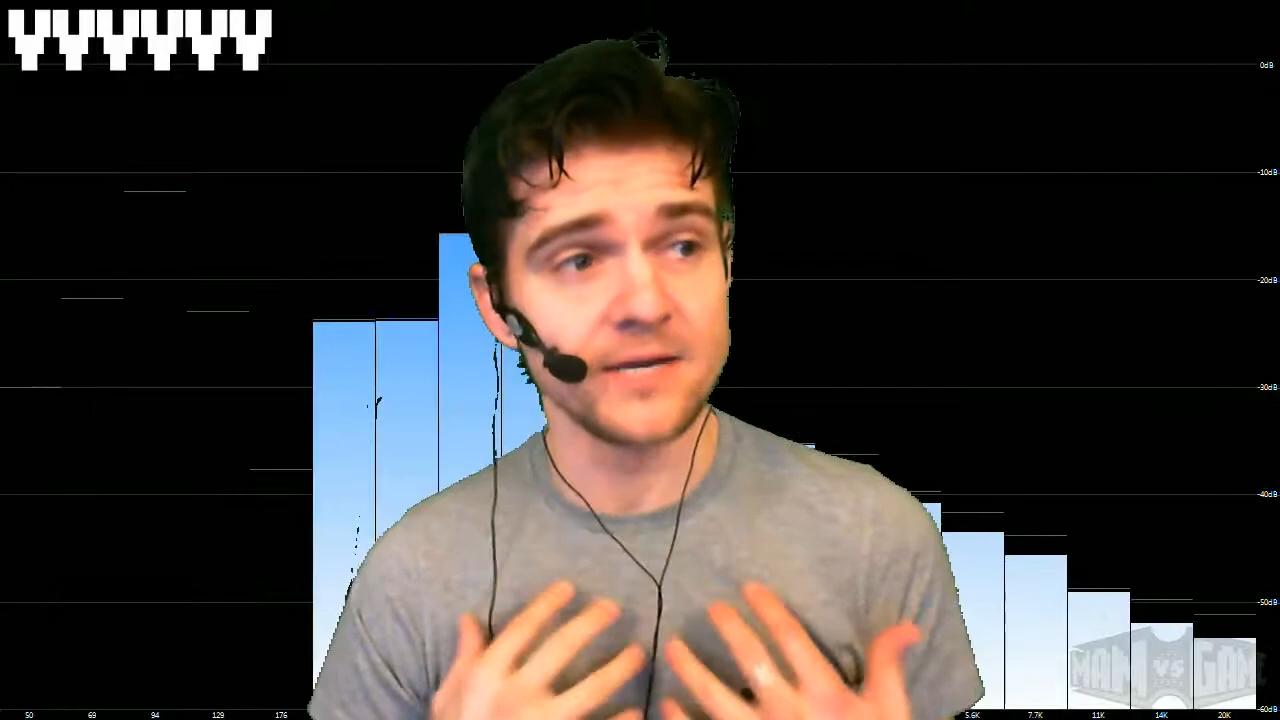 VVVVVV
0dB
-10dB
-20dB
-30dB
-40dB
-50dB
MAN VS GAME
50 69 94 129 176 5.6K 7.7K 11K 14K 20K -60dB